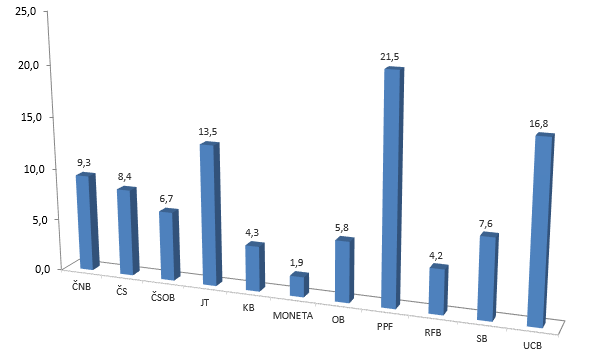 25,0
20,0
15,0
10,0
5,0
0,0
9,3
8,4
6,7
13,5
4,3
1,9
5,8
21,5
4,2
7,6
16,8
ČNB
ČS
ČSOB
JT
KB
MONETA
OB
PPF
RFB
SB
UCB